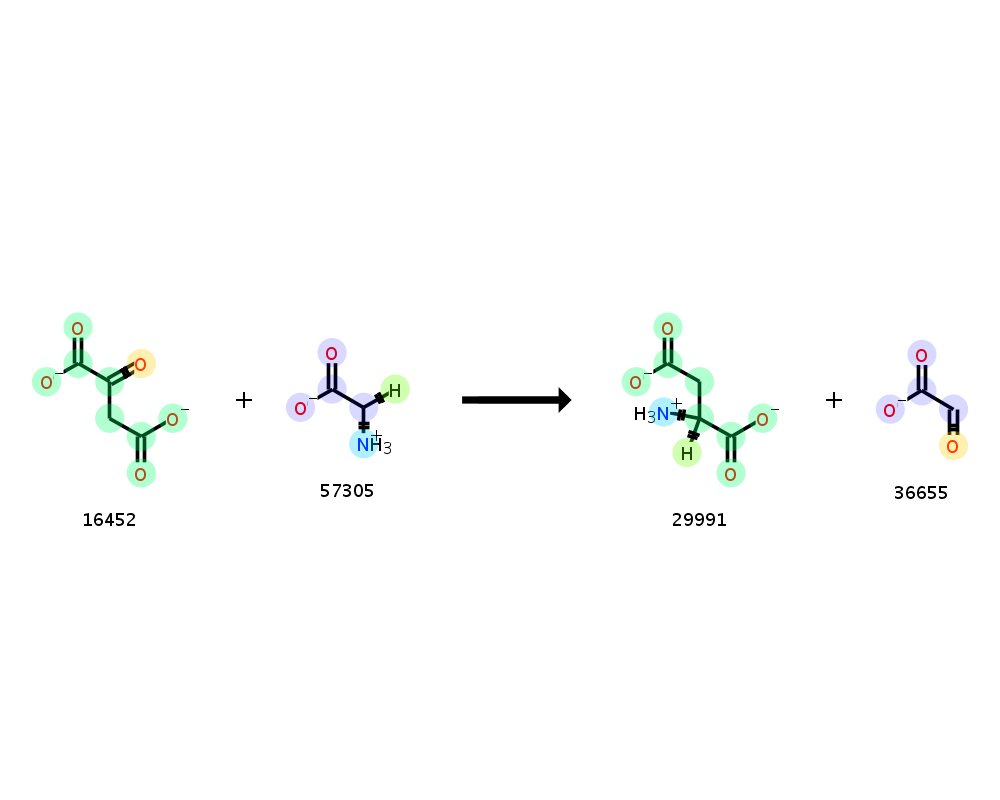 O O O⁻ O⁻ O
16452
+
O O⁻ H NH₃⁺
57305
O O⁻ H₃N⁺ H O⁻ O
29991
+
O O⁻ O
36655